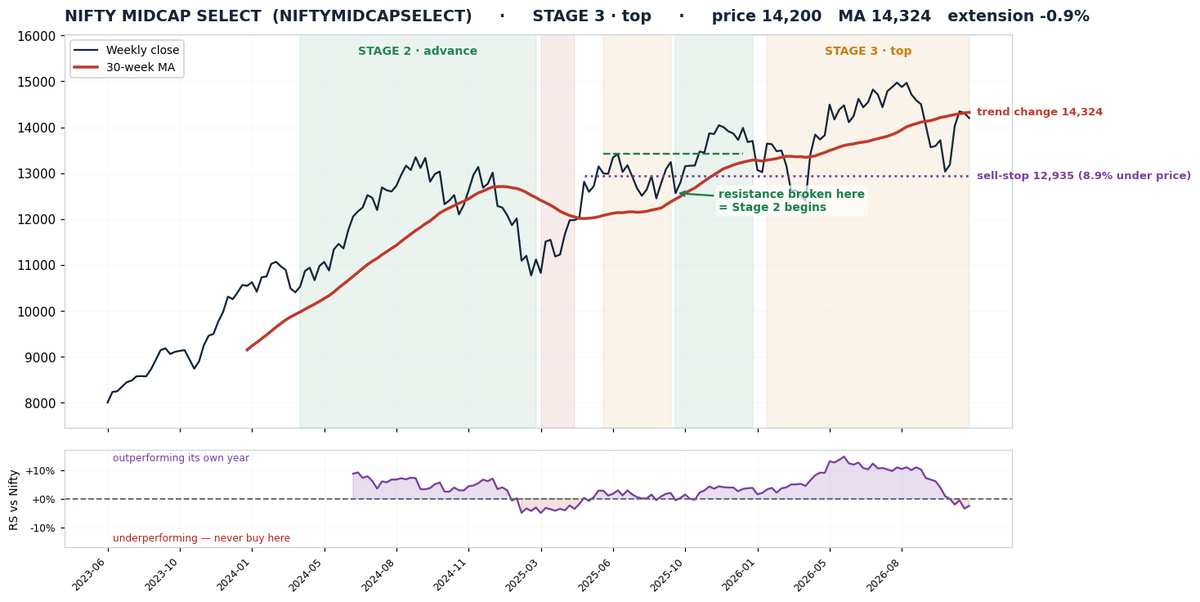 NIFTY MIDCAP SELECT (NIFTYMIDCAPSELECT) · STAGE 3 · top · price 14,200 MA 14,324 extension -0.9%
16000
15000
14000
13000
12000
11000
10000
9000
8000
Weekly close
30-week MA
STAGE 2 · advance
STAGE 3 · top
trend change 14,324
sell-stop 12,935 (8.9% under price)
resistance broken here
= Stage 2 begins
RS vs Nifty
+10%
+0%
-10%
outperforming its own year
underperforming — never buy here
2023-06
2023-10
2024-01
2024-05
2024-08
2024-11
2025-03
2025-06
2025-10
2026-01
2026-05
2026-08